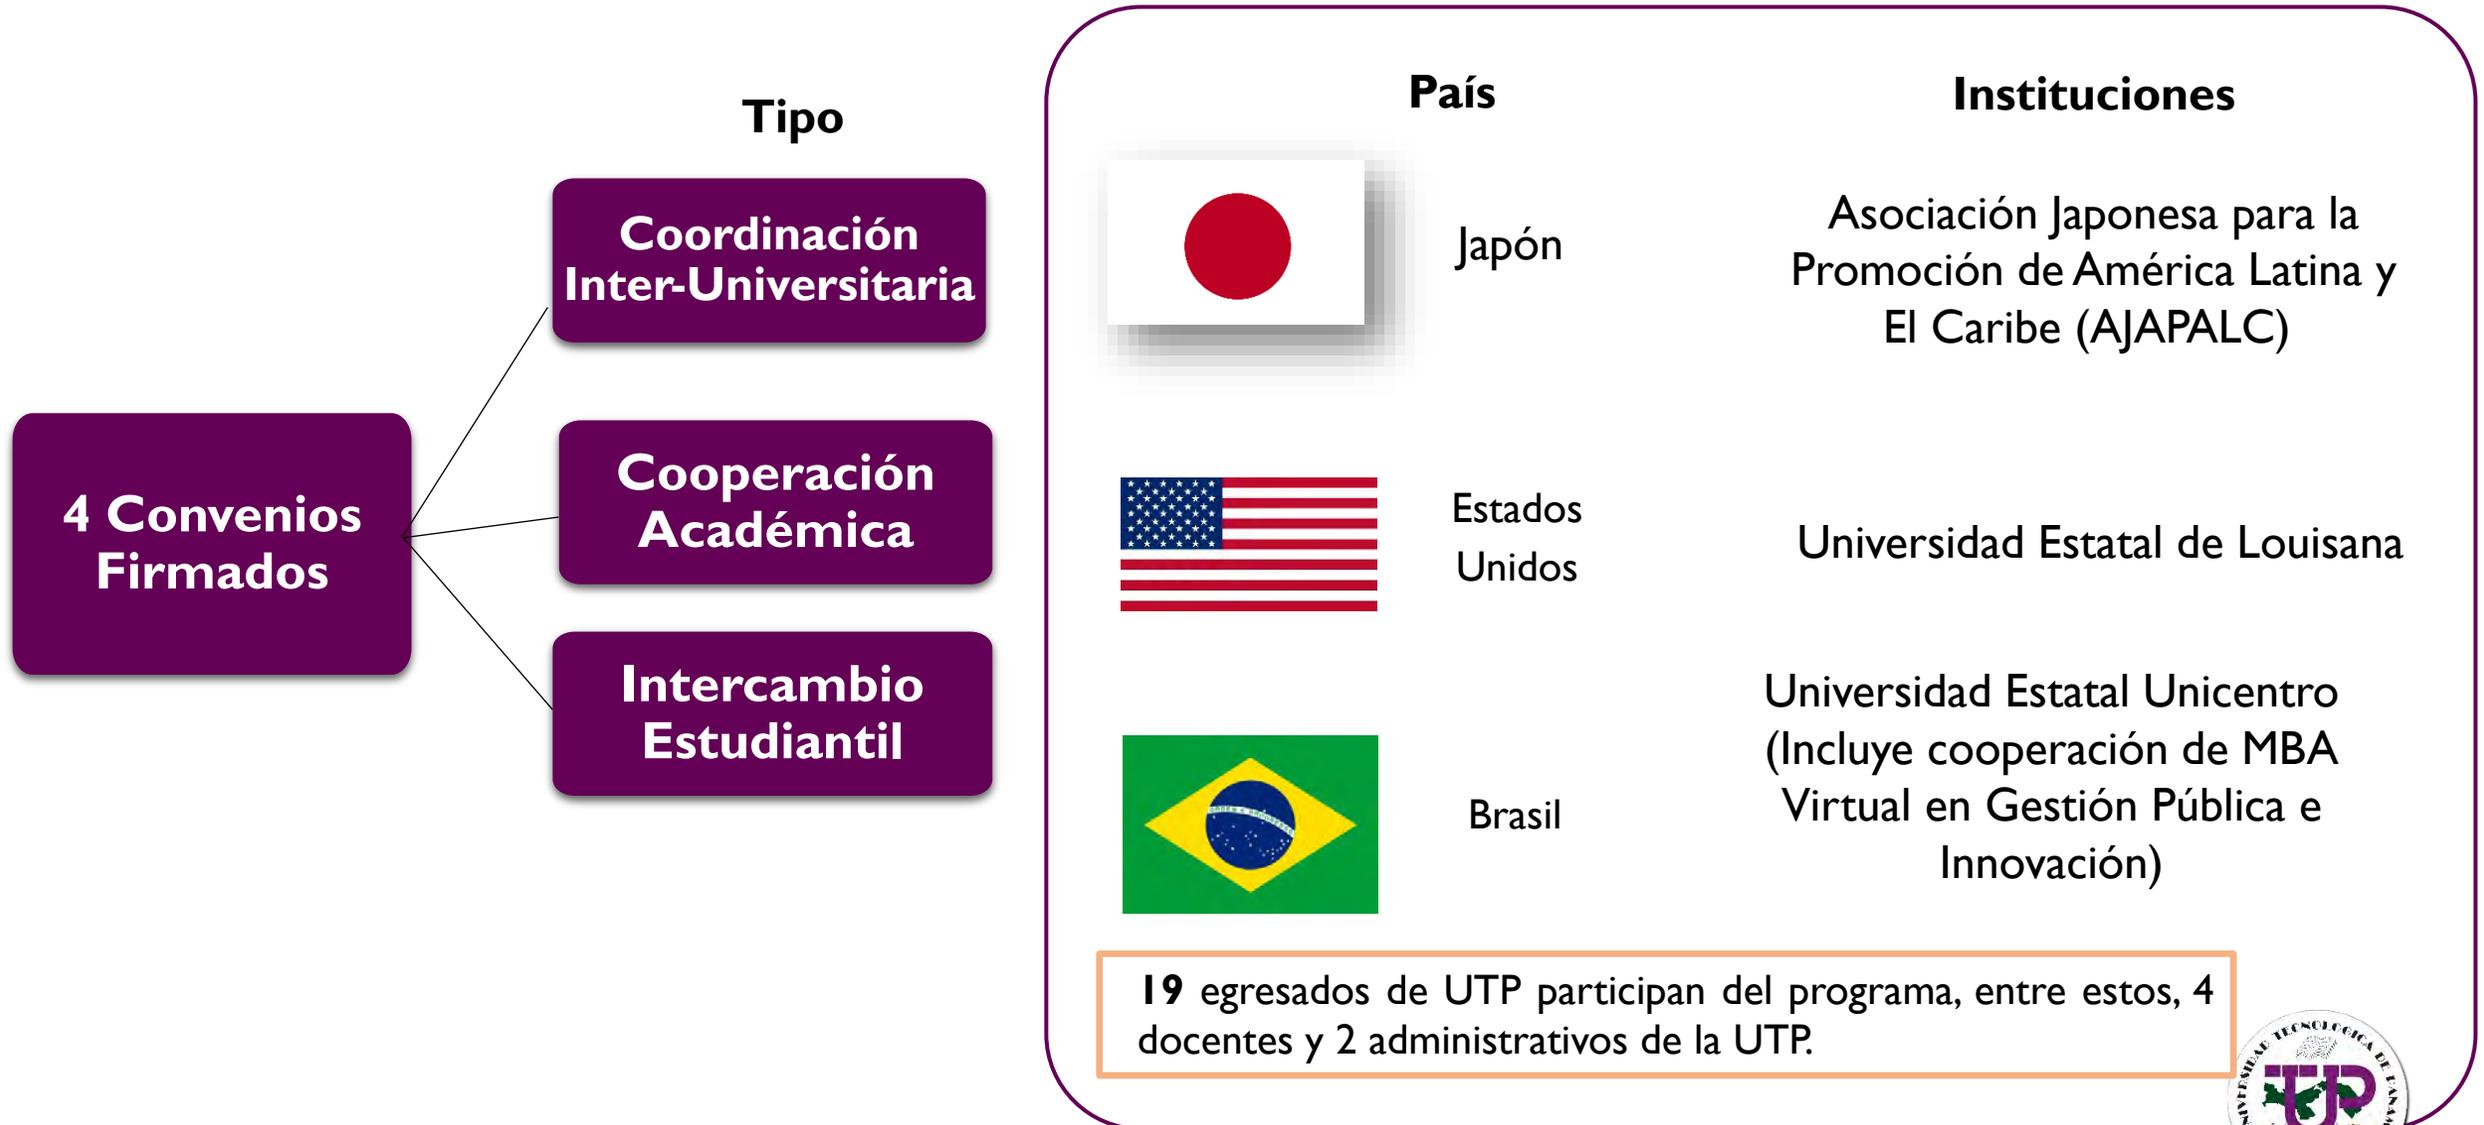 Tipo
Coordinación
Inter-Universitaria
4 Convenios
Firmados
Cooperación
Académica
Intercambio
Estudiantil
País
Instituciones
Japón
Asociación Japonesa para la
Promoción de América Latina y
El Caribe (AJAPALC)
Estados
Unidos
Universidad Estatal de Louisana
Brasil
Universidad Estatal Unicentro
(Incluye cooperación de MBA
Virtual en Gestión Pública e
Innovación)
19 egresados de UTP participan del programa, entre estos, 4
docentes y 2 administrativos de la UTP.
TECNOLOGICA DE
UTP